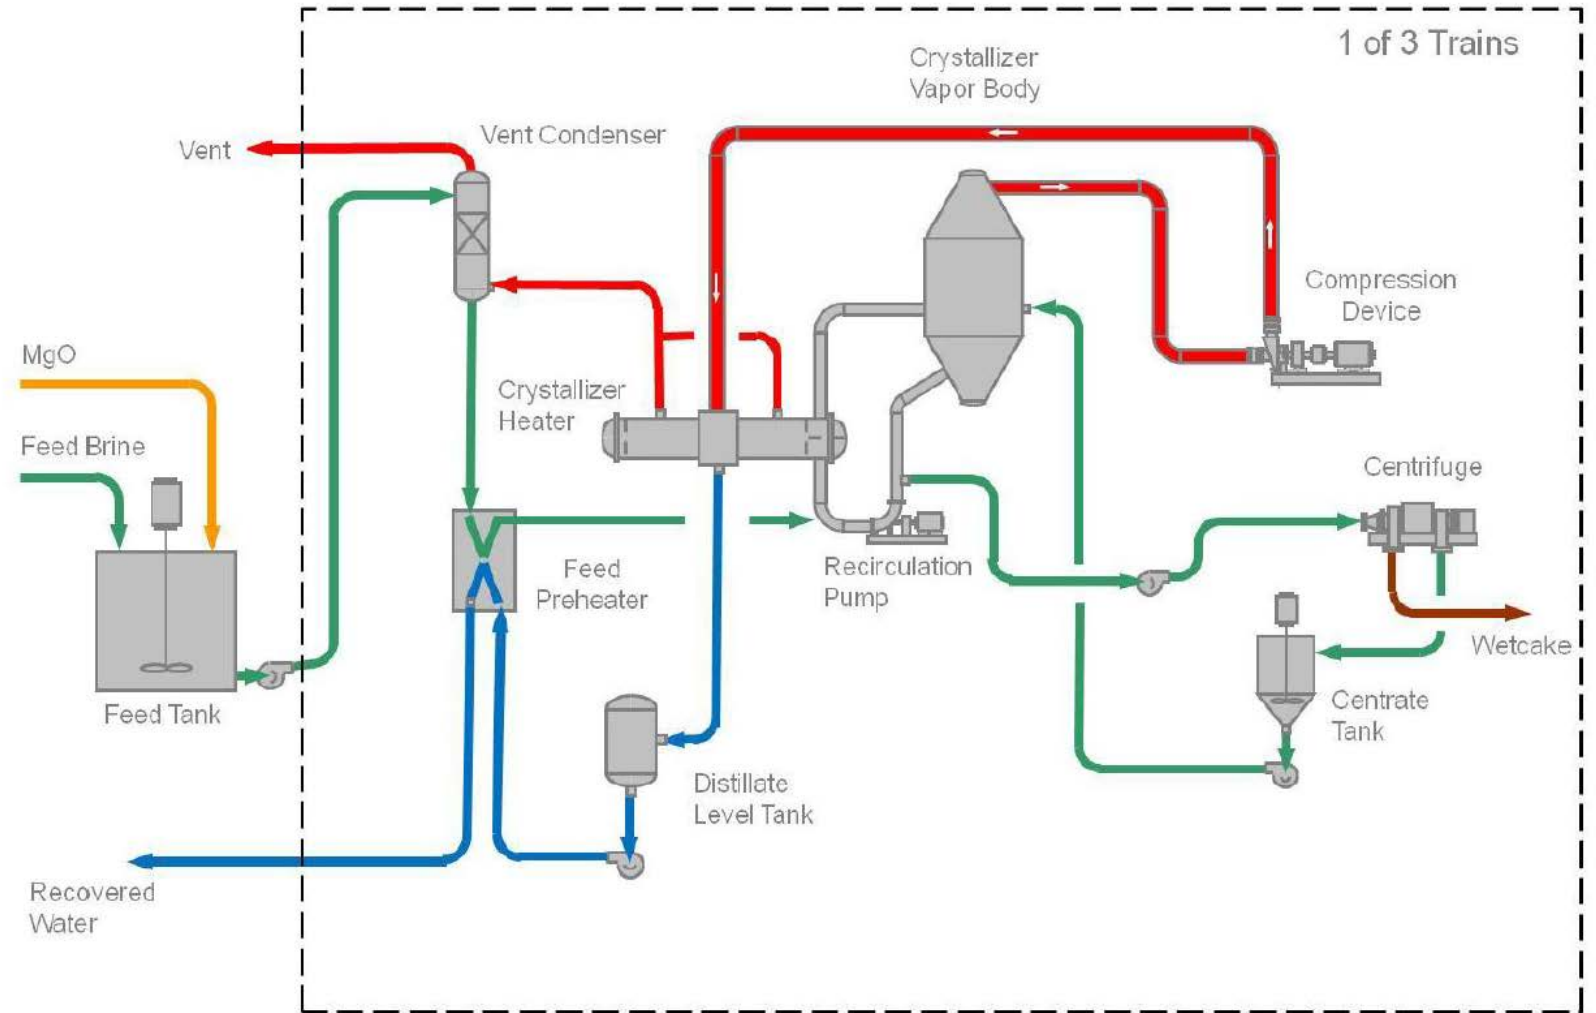 1 of 3 Trains
Crystallizer
Vapor Body
Vent Condenser
Vent
Compression
Device
MgO
Crystallizer
Heater
Feed Brine
Centrifuge
Feed
Preheater
Recirculation
Pump
Wetcake
Feed Tank
Centrate
Tank
Distillate
Level Tank
Recovered
Water